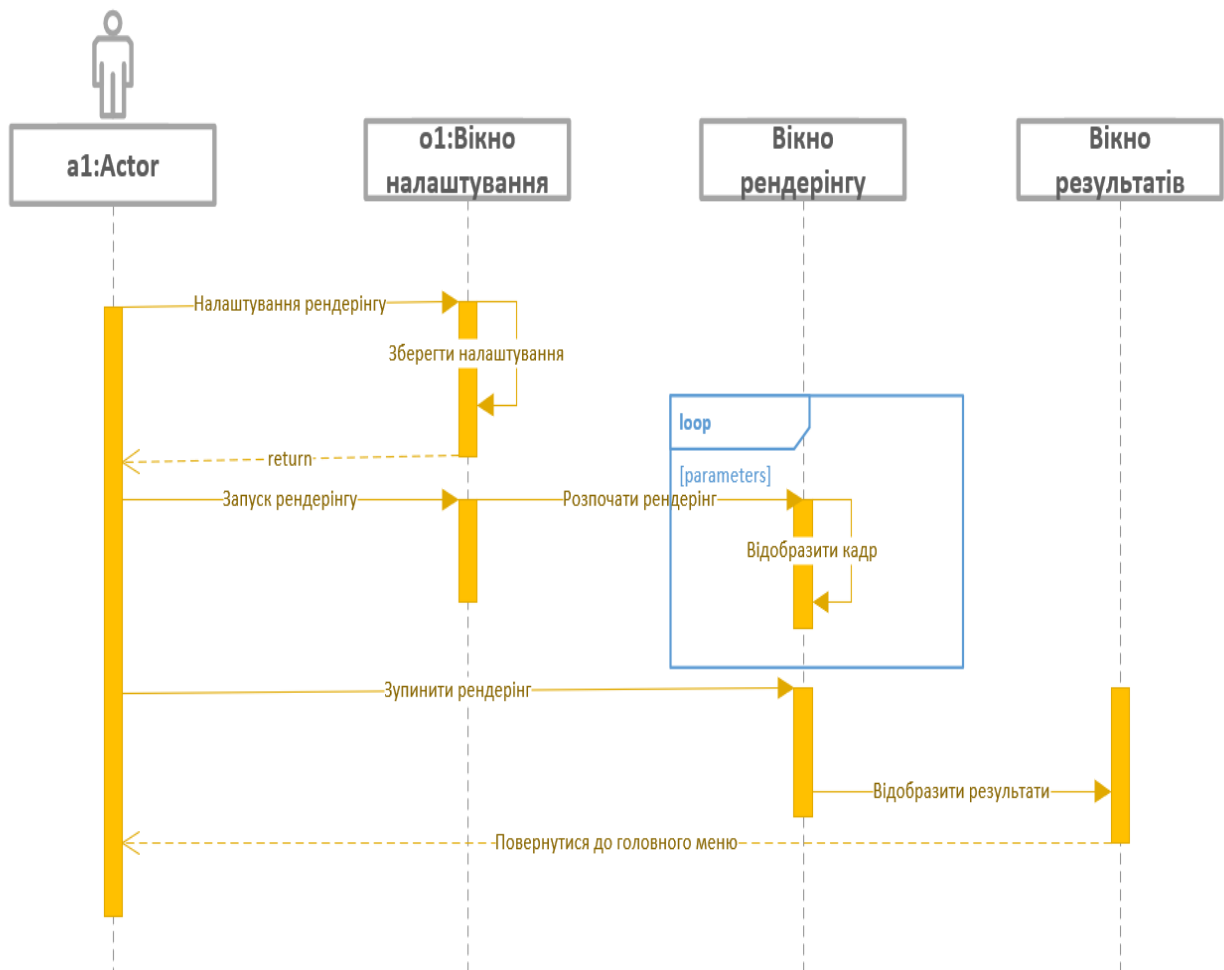 a1:Actor
o1:Вікно
налаштування
Вікно
рендерінгу
Вікно
результатів
Налаштування рендерінгу
Зберегти налаштування
loop
[parameters]
return
Запуск рендерінгу
Розпочати рендерінг
Відобразити кадр
Зупинити рендерінг
Відобразити результати
Повернутися до головного меню